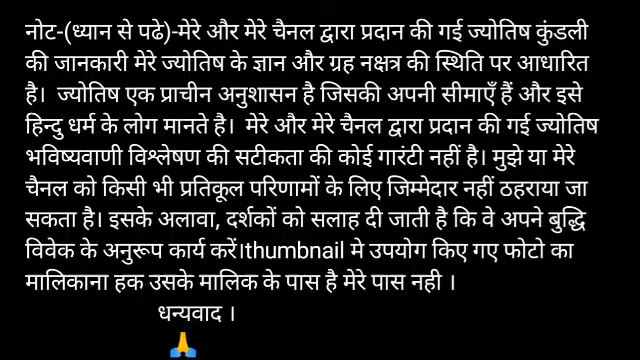 नोट-(ध्यान से पढे)-मेरे और मेरे चैनल द्वारा प्रदान की गई ज्योतिष कुंडली
की जानकारी मेरे ज्योतिष के ज्ञान और ग्रह नक्षत्र की स्थिति पर आधारित
है।  ज्योतिष एक प्राचीन अनुशासन है जिसकी अपनी सीमाएँ हैं और इसे
हिन्दु धर्म के लोग मानते है।  मेरे और मेरे चैनल द्वारा प्रदान की गई ज्योतिष
भविष्यवाणी विश्लेषण की सटीकता की कोई गारंटी नहीं है। मुझे या मेरे
चैनल को किसी भी प्रतिकूल परिणामों के लिए जिम्मेदार नहीं ठहराया जा
सकता है। इसके अलावा, दर्शकों को सलाह दी जाती है कि वे अपने बुद्धि
विवेक के अनुरूप कार्य करें।thumbnail मे उपयोग किए गए फोटो का
मालिकाना हक उसके मालिक के पास है मेरे पास नही ।
धन्यवाद ।
🙏